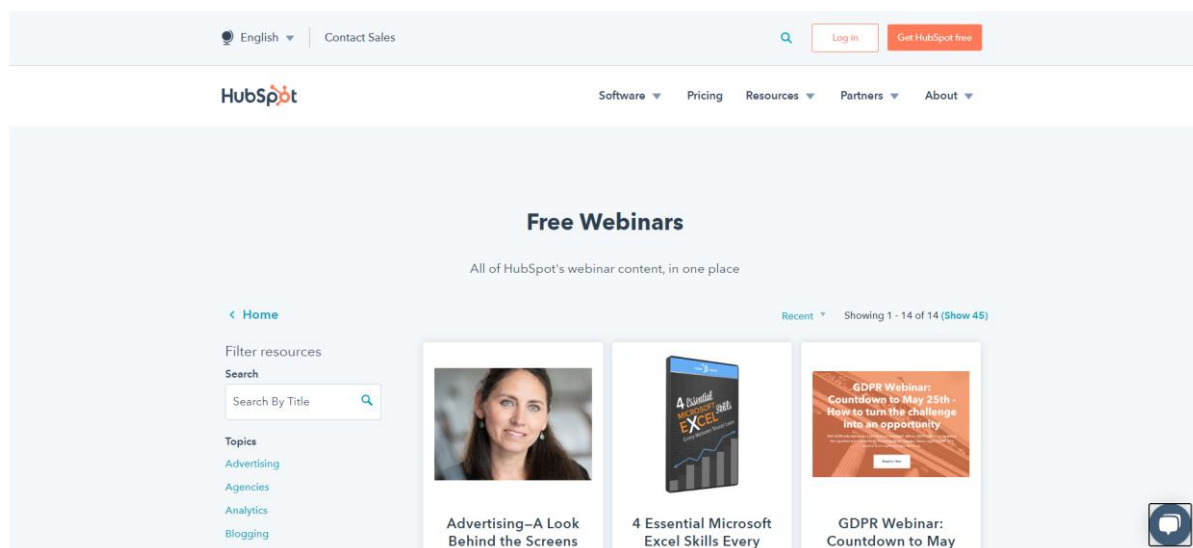 English
Contact Sales
Log in
Get HubSpot free
HubSpot
Software
Pricing
Resources
Partners
About
Free Webinars
All of HubSpot's webinar content, in one place
< Home
Recent
Showing 1 - 14 of 14 (Show 45)
Filter resources
Search
Search By Title
Topics
Advertising
Agencies
Analytics
Blogging
Advertising—A Look
Behind the Screens
4 Essential
MICROSOFT
EXCEL Skills
Every Marketer Should Learn
4 Essential Microsoft
Excel Skills Every
GDPR Webinar:
Countdown to May 25th -
How to turn the challenge
into an opportunity
GDPR Webinar:
Countdown to May